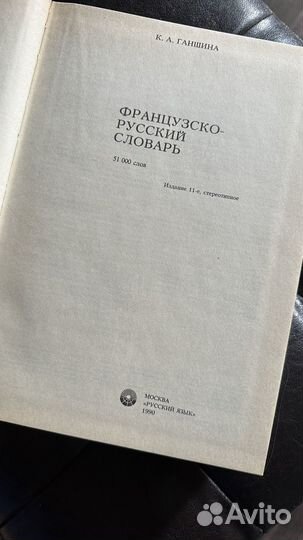 К. А. ГАНШИНА
ФРАНЦУЗСКО-
РУССКИЙ
СЛОВАРЬ
51 000 слов
Издание 11-е, стереотипное
МОСКВА
«РУССКИЙ ЯЗЫК»
1990
Avito